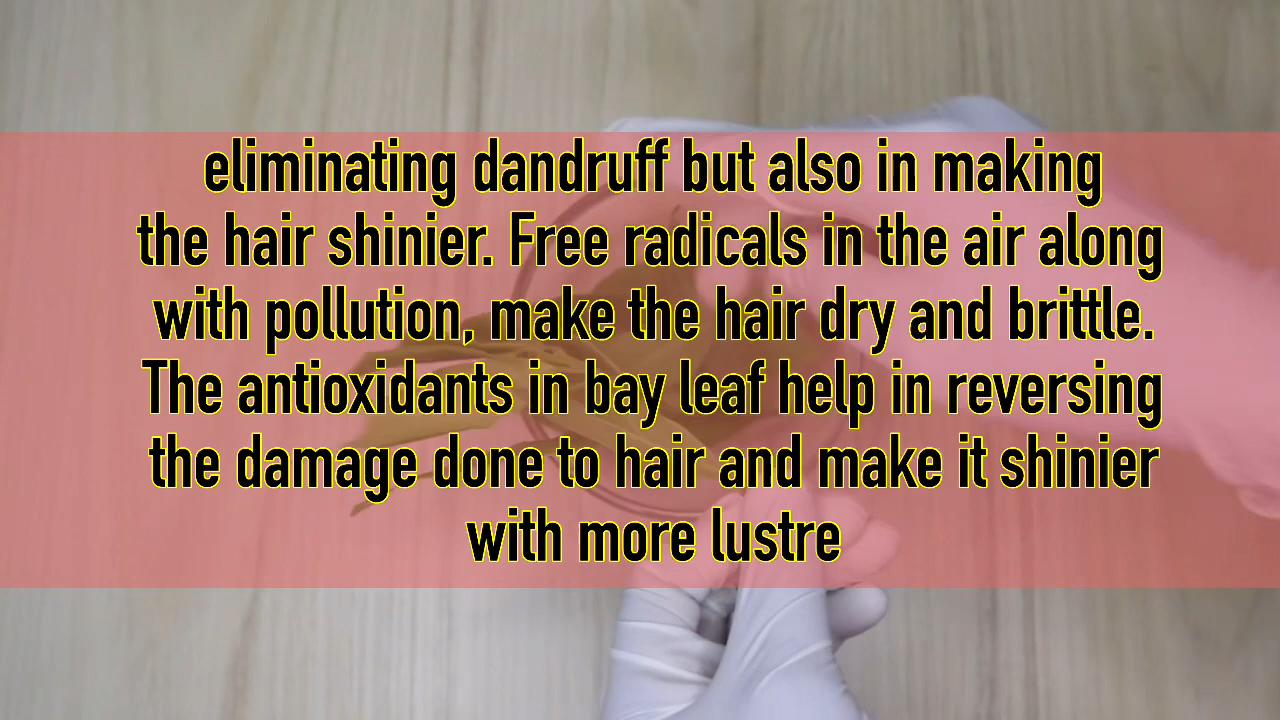 eliminating dandruff but also in making
the hair shinier. Free radicals in the air along
with pollution, make the hair dry and brittle.
The antioxidants in bay leaf help in reversing
the damage done to hair and make it shinier
with more lustre